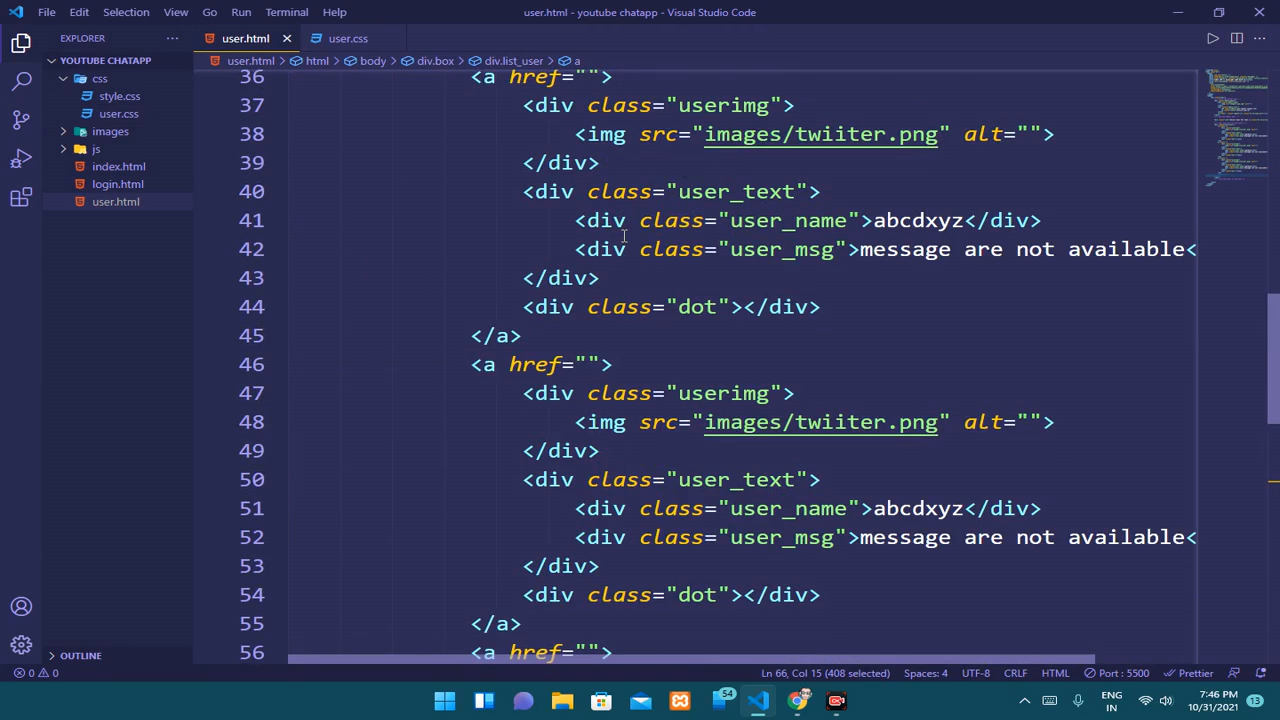 File Edit Selection View Go Run Terminal Help
user.html - youtube chatapp - Visual Studio Code
EXPLORER
YOUTUBE CHATAPP
css
style.css
user.css
images
js
index.html
login.html
user.html
OUTLINE
user.html
user.css
user.html > html > body > div.box > div.list_user > a
36 <a href="">
37 <div class="userimg">
38 <img src="images/twiiter.png" alt="">
39 </div>
40 <div class="user_text">
41 <div class="user_name">abcdxyz</div>
42 <div class="user_msg">message are not available<
43 </div>
44 <div class="dot"></div>
45 </a>
46 <a href="">
47 <div class="userimg">
48 <img src="images/twiiter.png" alt="">
49 </div>
50 <div class="user_text">
51 <div class="user_name">abcdxyz</div>
52 <div class="user_msg">message are not available<
53 </div>
54 <div class="dot"></div>
55 </a>
56 <a href="">
0 0 Ln 66, Col 15 (408 selected) Spaces: 4 UTF-8 CRLF HTML Port : 5500 Prettier
54
ENG
IN
7:46 PM
10/31/2021
13